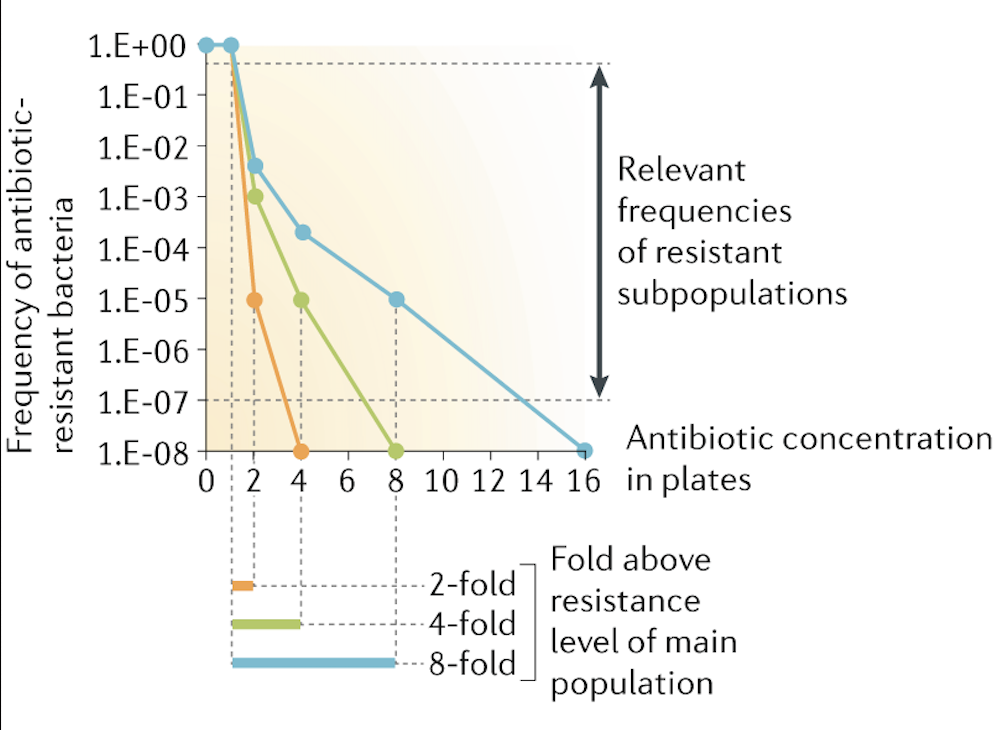 Frequency of antibiotic-
resistant bacteria
1.E+00
1.E-01
1.E-02
1.E-03
1.E-04
1.E-05
1.E-06
1.E-07
1.E-08
0 2 4 6 8 10 12 14 16
Relevant
frequencies
of resistant
subpopulations
Antibiotic concentration
in plates
2-fold
4-fold
8-fold
Fold above
resistance
level of main
population